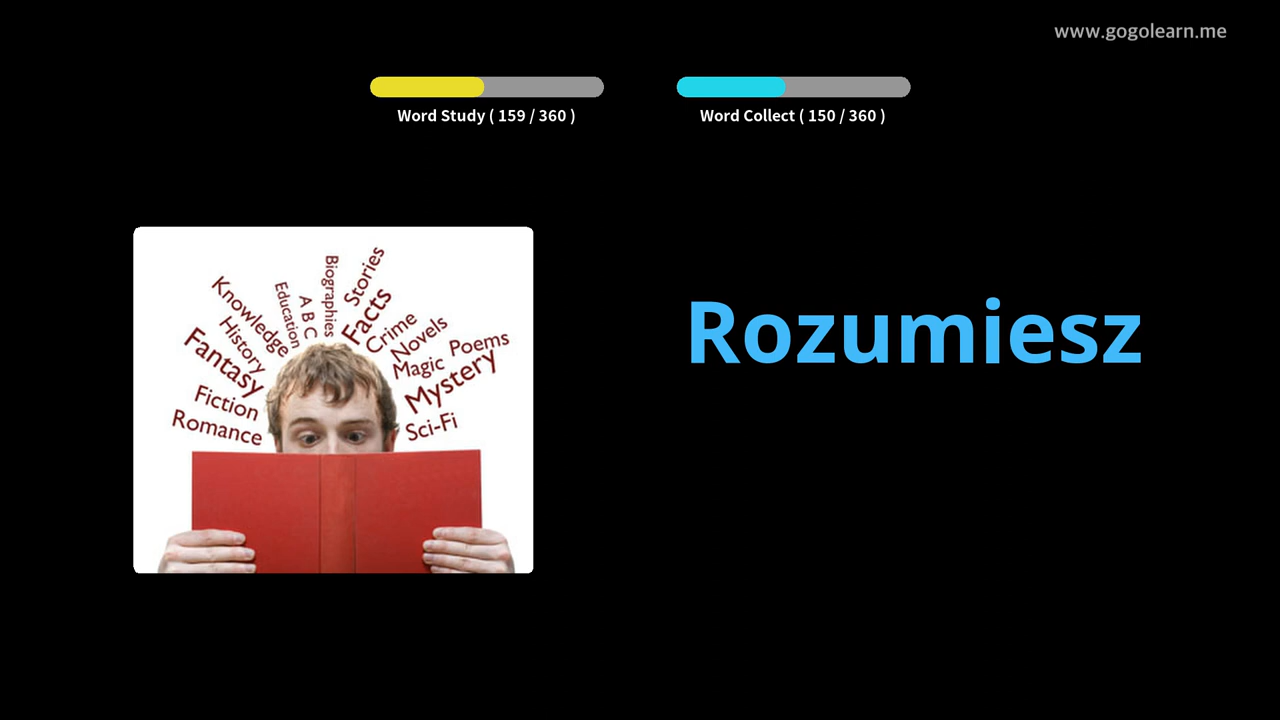 www.gogolearn.me
Word Study ( 159 / 360 )
Word Collect ( 150 / 360 )
Rozumiesz
Romance
Fiction
Fantasy
History
Knowledge
Education
A B C
Biographies
Stories
Facts
Crime
Novels
Magic
Poems
Mystery
Sci-Fi